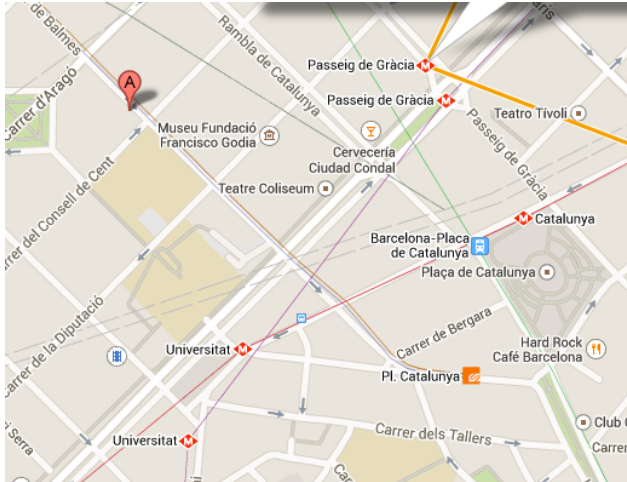 r de Balmes
Rambla de Catalunya
Passeig de Gràcia
M
Carrer d'Aragó
A
Passeig de Gràcia
M
Teatro Tívoli
Museu Fundació
Francisco Godia
Cervecería
Ciudad Condal
Passeig de Gràcia
Carrer del Consell de Cent
Teatre Coliseum
M
Catalunya
Barcelona-Plaça
de Catalunya
Plaça de Catalunya
Carrer de la Diputació
Universitat
M
Carrer de Bergara
Hard Rock
Café Barcelona
Pl. Catalunya
Universitat
M
Carrer dels Tallers
Club
Carrer
i Seri